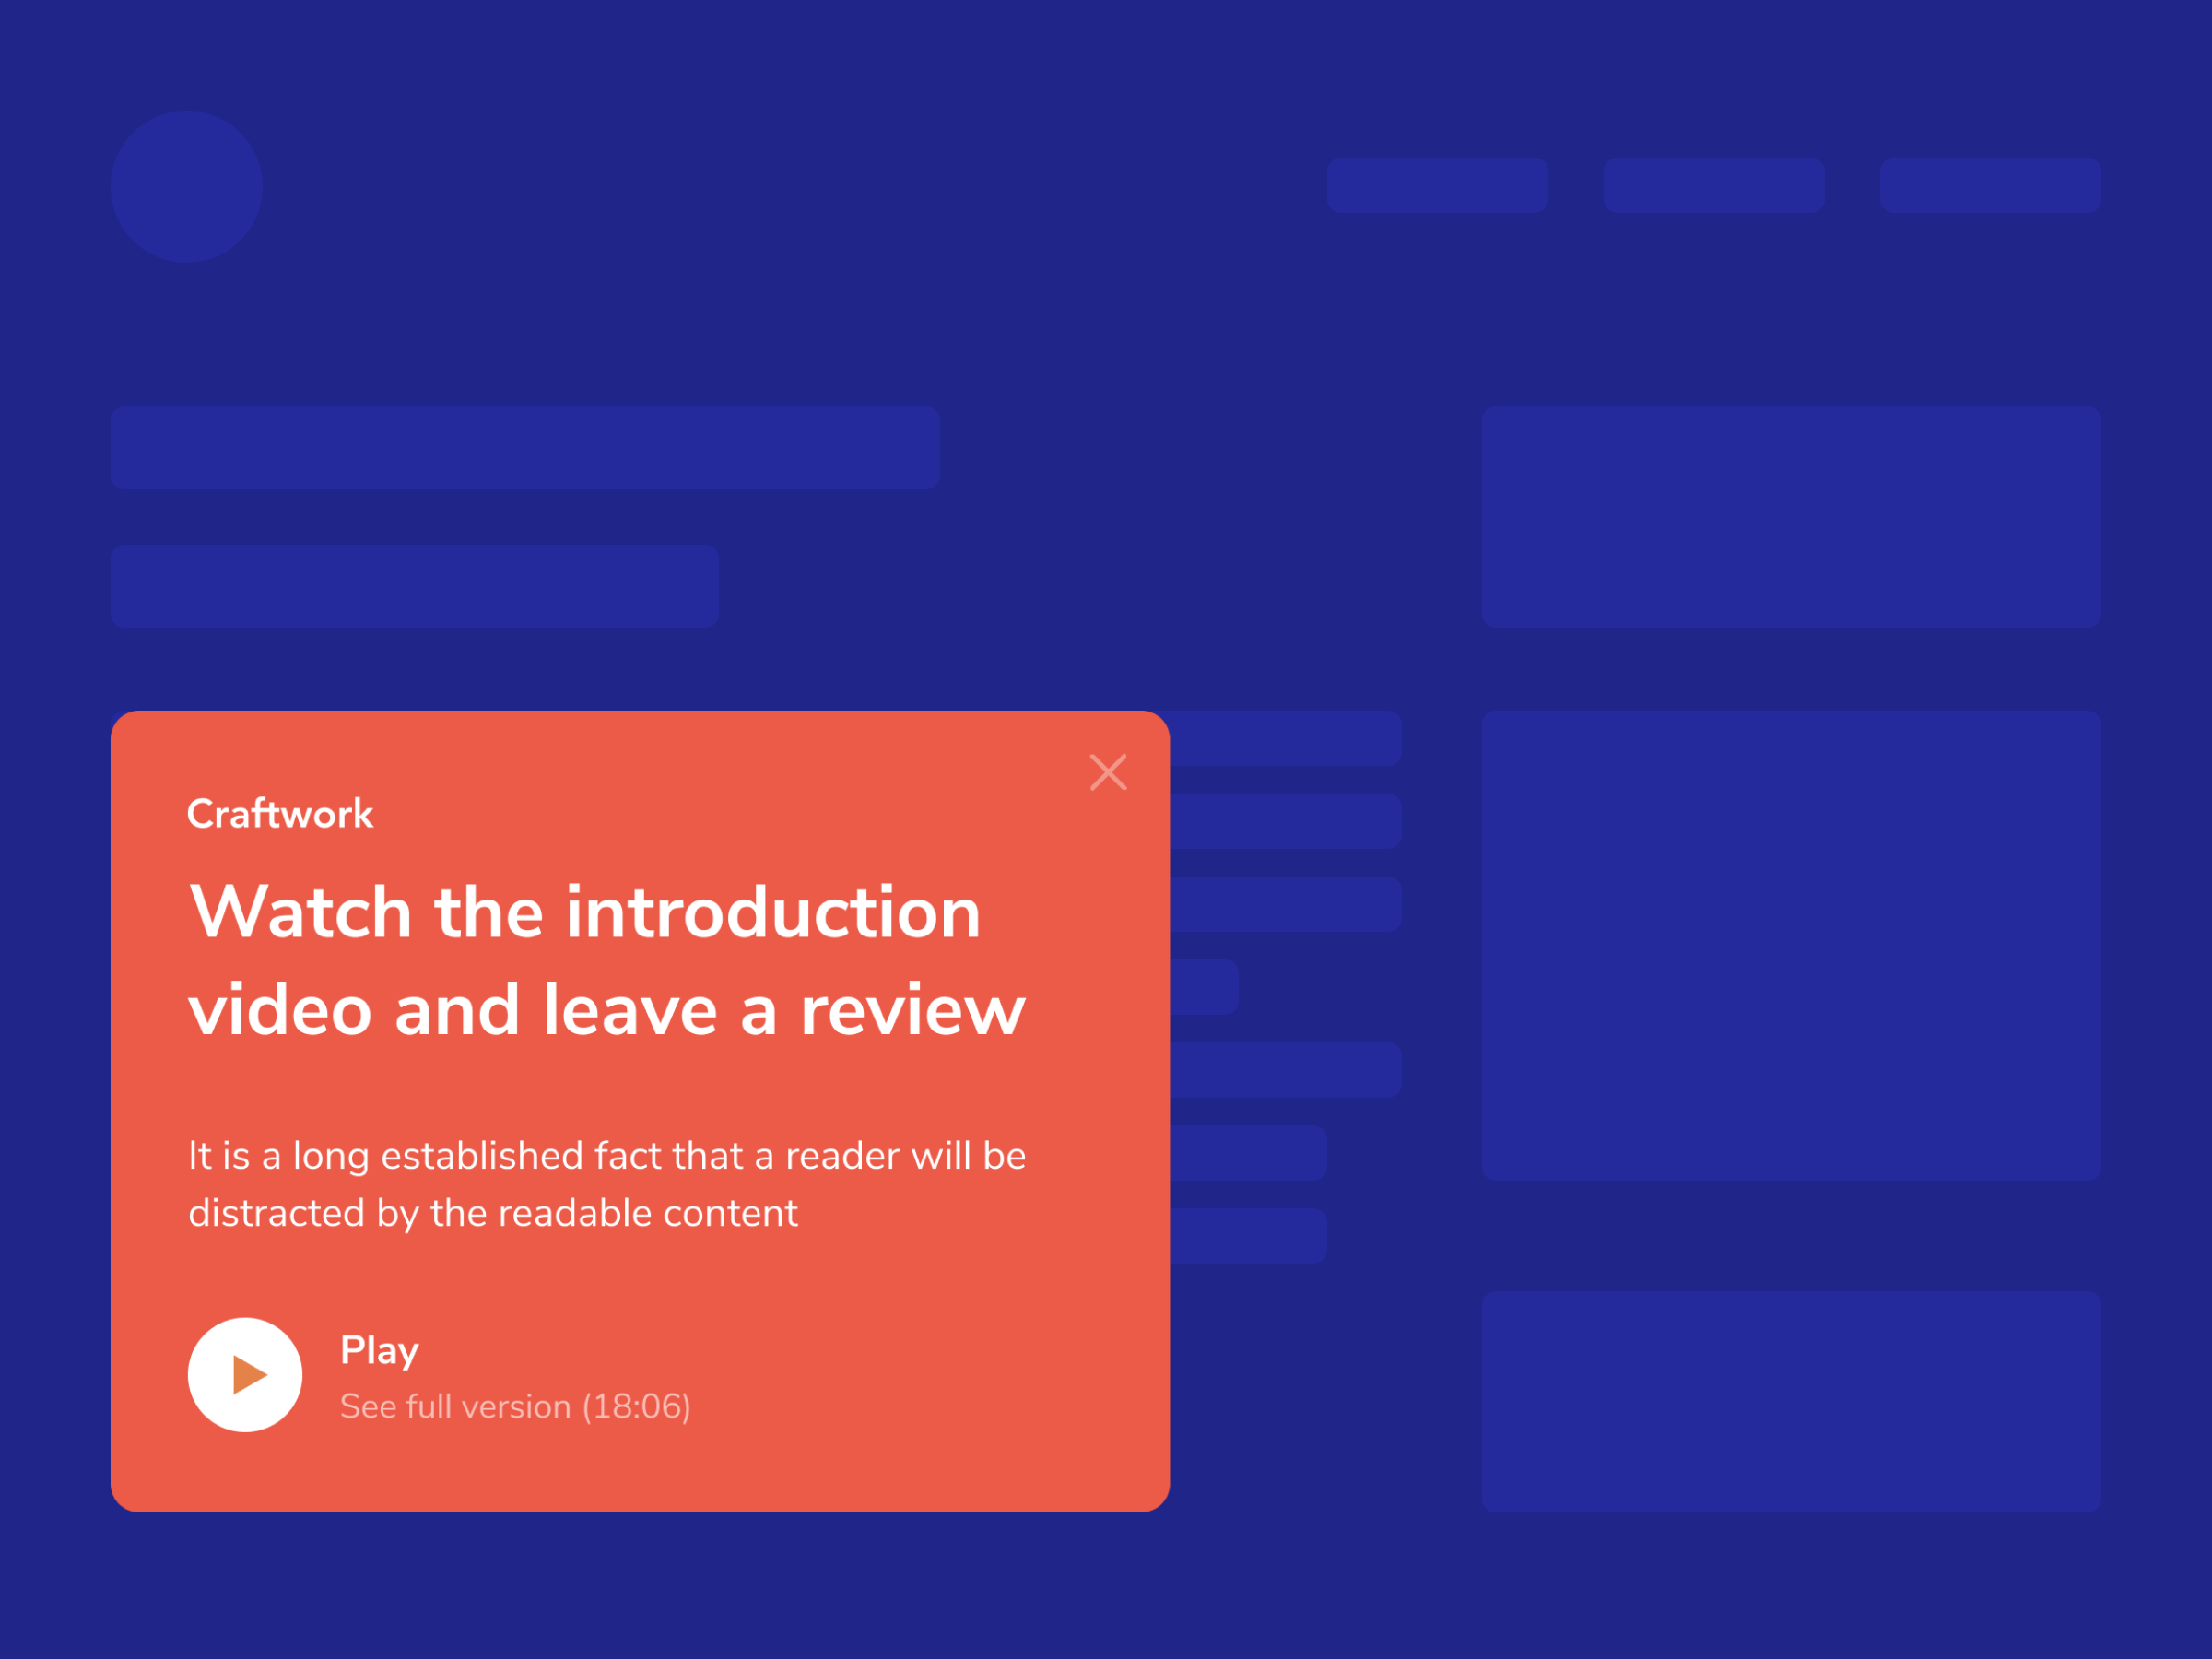 Craftwork
Watch the introduction
video and leave a review
It is a long established fact that a reader will be
distracted by the readable content
Play
See full version (18:06)